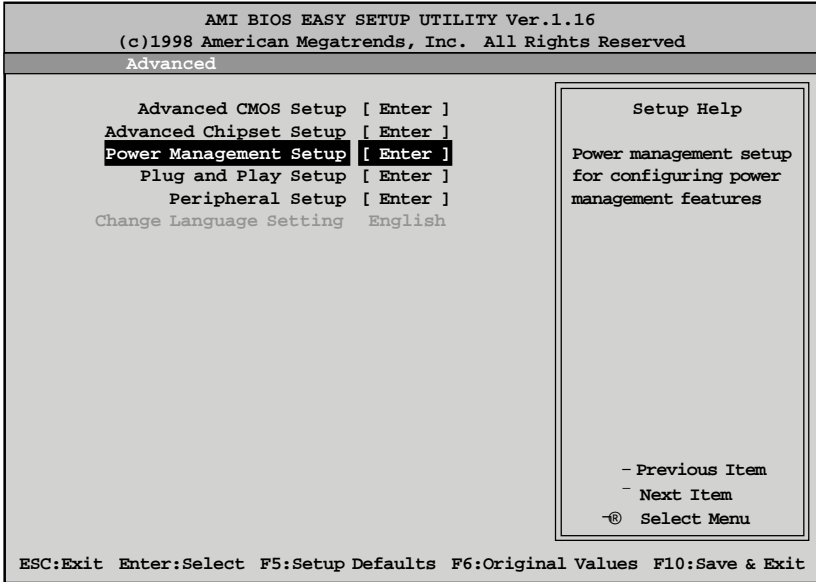 AMI BIOS EASY SETUP UTILITY Ver.1.16
(c)1998 American Megatrends, Inc. All Rights Reserved
Advanced
Advanced CMOS Setup [ Enter ]
Advanced Chipset Setup [ Enter ]
Power Management Setup [ Enter ]
Plug and Play Setup [ Enter ]
Peripheral Setup [ Enter ]
Change Language Setting English
Setup Help
Power management setup
for configuring power
management features
- Previous Item
¯ Next Item
¬® Select Menu
ESC:Exit Enter:Select F5:Setup Defaults F6:Original Values F10:Save & Exit